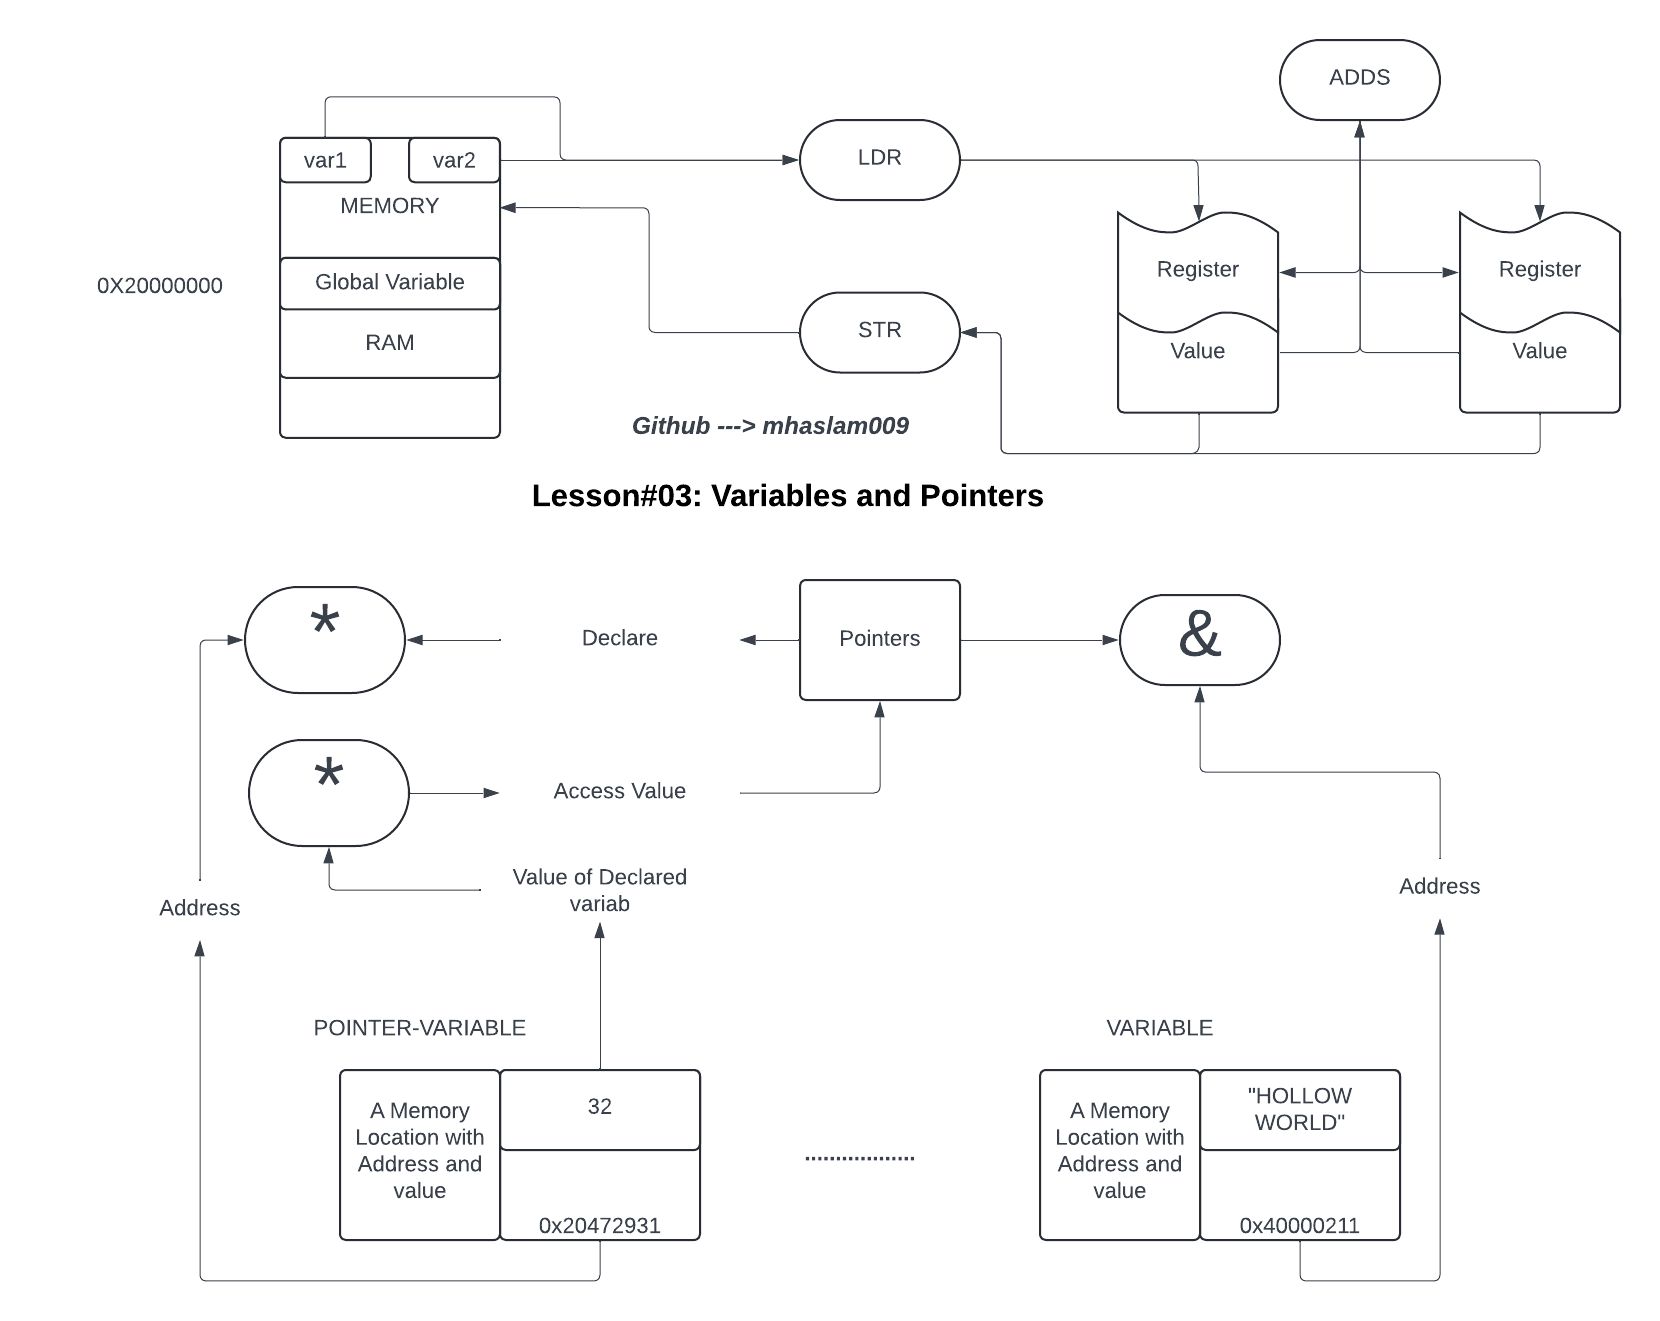 ADDS
var1
var2
LDR
MEMORY
Register
Register
0X20000000
Global Variable
STR
RAM
Value
Value
Github ---> mhaslam009
Lesson#03: Variables and Pointers
*
Declare
Pointers
&
*
Access Value
Value of Declared
variab
Address
Address
POINTER-VARIABLE
VARIABLE
A Memory
Location with
Address and
value
32
0x20472931
A Memory
Location with
Address and
value
"HOLLOW
WORLD"
0x40000211